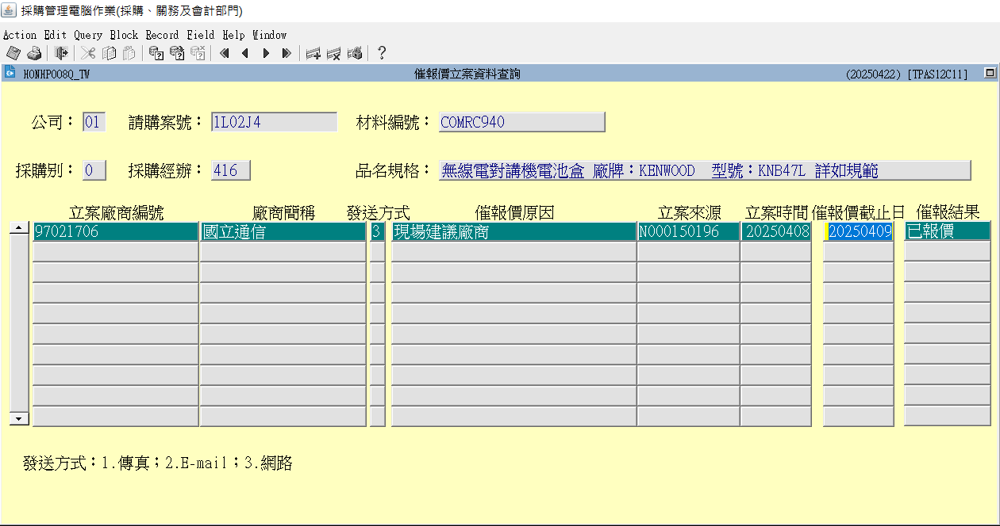 採購管理電腦作業(採購、關務及會計部門)
Action Edit Query Block Record Field Help Window
HONHP008Q_TW 催報價立案資料查詢 (20250422) [TPAS12C11]
公司： 01 請購案號： 1L02J4 材料編號： COMRC940
採購別： 0 採購經辦： 416 品名規格： 無線電對講機電池盒 廠牌：KENWOOD 型號：KNB47L 詳如規範
立案廠商編號 廠商簡稱 發送方式 催報價原因 立案來源 立案時間 催報價截止日 催報結果
97021706 國立通信 3 現場建議廠商 N000150196 20250408 20250409 已報價
發送方式：1.傳真；2.E-mail；3.網路